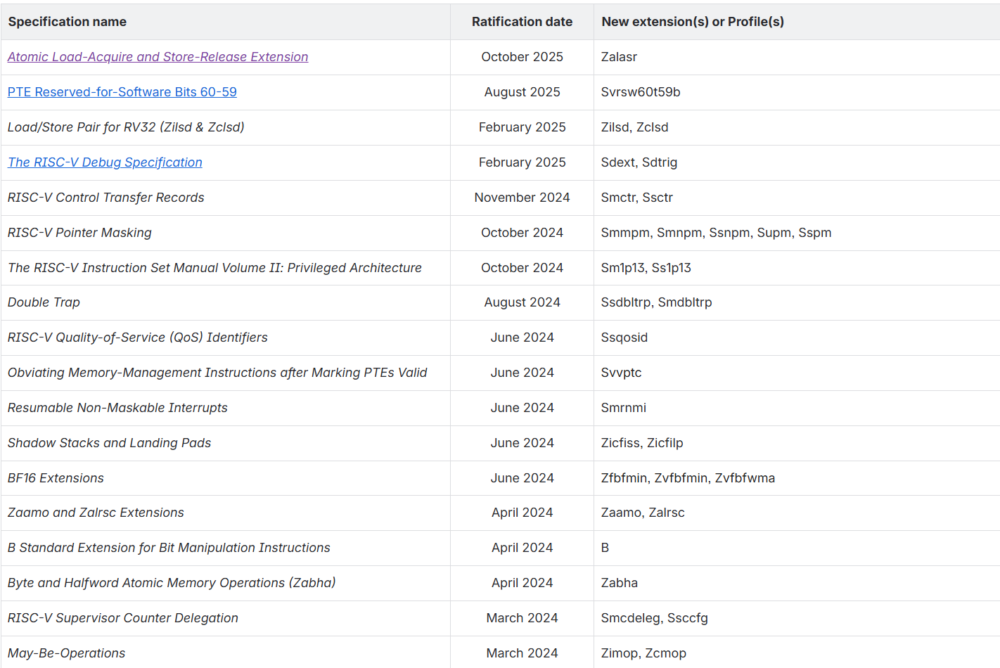 Specification name Ratification date New extension(s) or Profile(s)
Atomic Load-Acquire and Store-Release Extension October 2025 Zalasr
PTE Reserved-for-Software Bits 60-59 August 2025 Svrsw60t59b
Load/Store Pair for RV32 (Zilsd & Zclsd) February 2025 Zilsd, Zclsd
The RISC-V Debug Specification February 2025 Sdext, Sdtrig
RISC-V Control Transfer Records November 2024 Smctr, Ssctr
RISC-V Pointer Masking October 2024 Smmpm, Smnpm, Ssnpm, Supm, Sspm
The RISC-V Instruction Set Manual Volume II: Privileged Architecture October 2024 Sm1p13, Ss1p13
Double Trap August 2024 Ssdbltrp, Smdbltrp
RISC-V Quality-of-Service (QoS) Identifiers June 2024 Ssqosid
Obviating Memory-Management Instructions after Marking PTEs Valid June 2024 Svvptc
Resumable Non-Maskable Interrupts June 2024 Smrnmi
Shadow Stacks and Landing Pads June 2024 Zicfiss, Zicfilp
BF16 Extensions June 2024 Zfbfmin, Zvfbfmin, Zvfbfwma
Zaamo and Zalrsc Extensions April 2024 Zaamo, Zalrsc
B Standard Extension for Bit Manipulation Instructions April 2024 B
Byte and Halfword Atomic Memory Operations (Zabha) April 2024 Zabha
RISC-V Supervisor Counter Delegation March 2024 Smcdeleg, Ssccfg
May-Be-Operations March 2024 Zimop, Zcmop